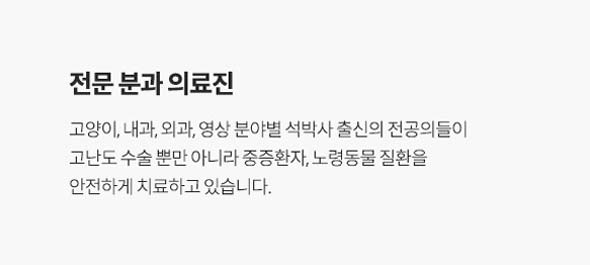 전문 분과 의료진
고양이, 내과, 외과, 영상 분야별 석박사 출신의 전공의들이
고난도 수술 뿐만 아니라 중증환자, 노령동물 질환을
안전하게 치료하고 있습니다.